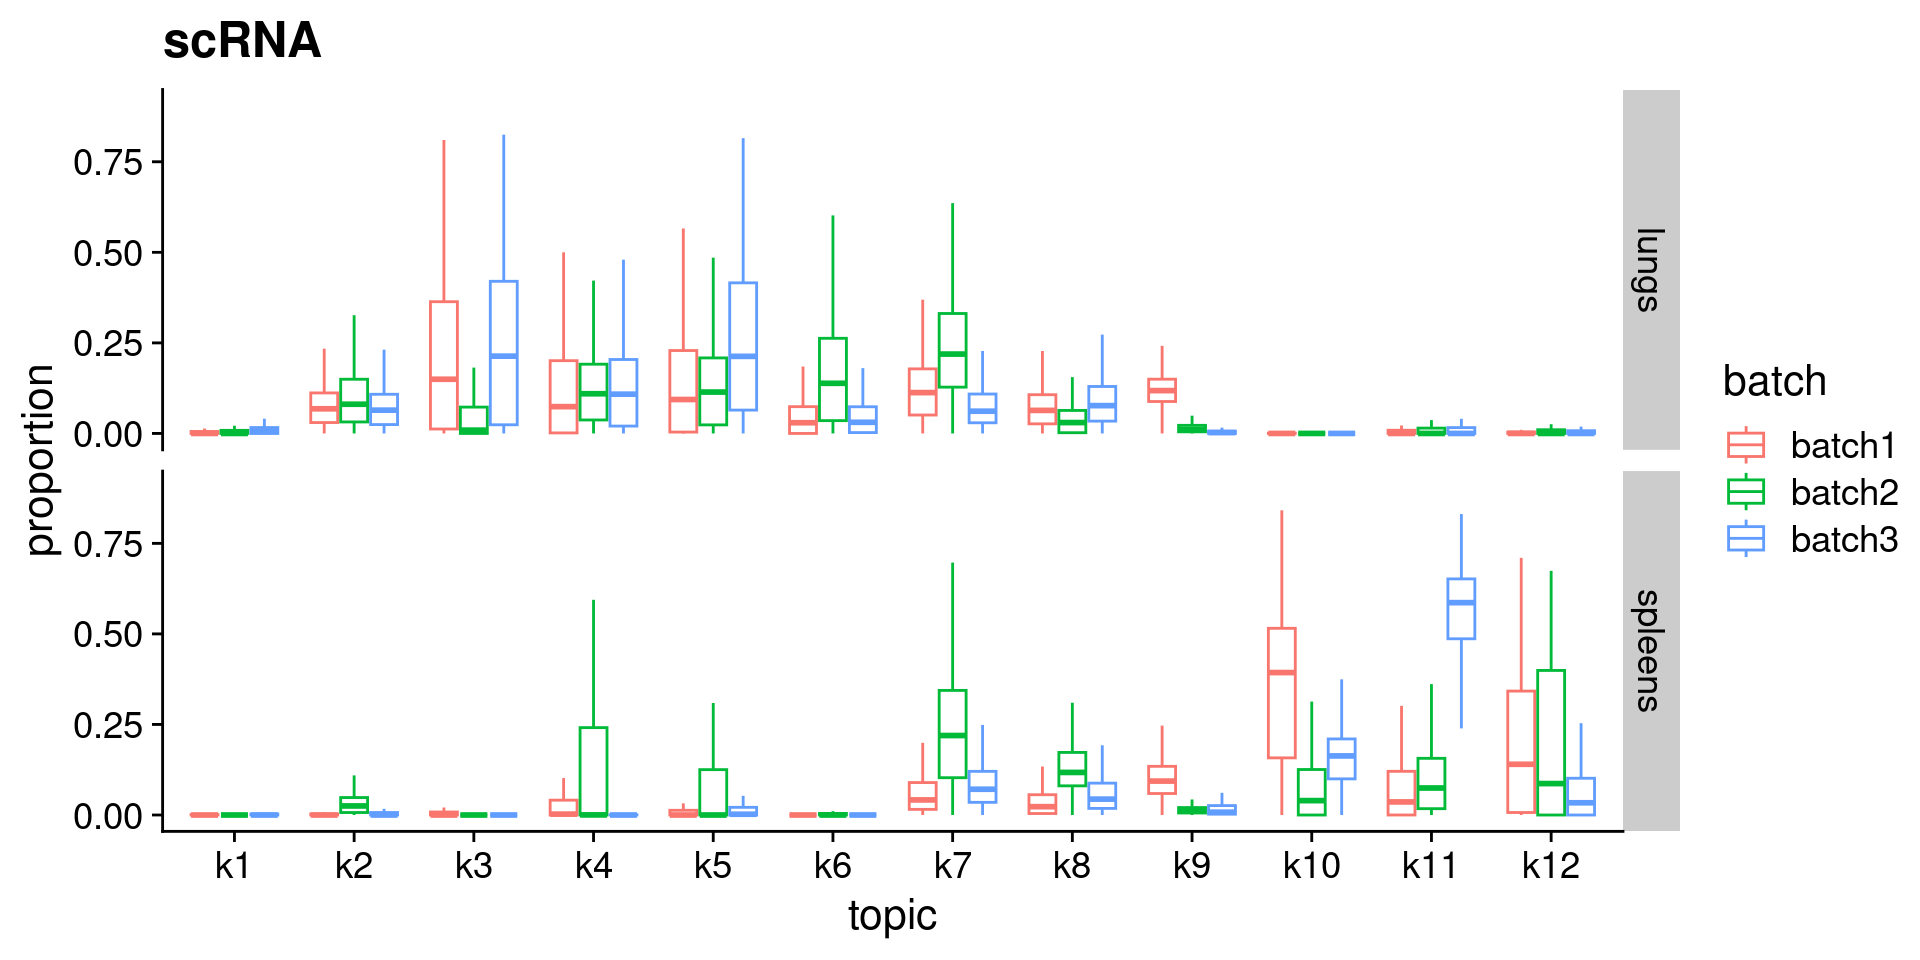 scRNA
proportion
0.75
0.50
0.25
0.00
lungs
0.75
0.50
0.25
0.00
spleens
k1 k2 k3 k4 k5 k6 k7 k8 k9 k10 k11 k12
topic
batch
batch1
batch2
batch3